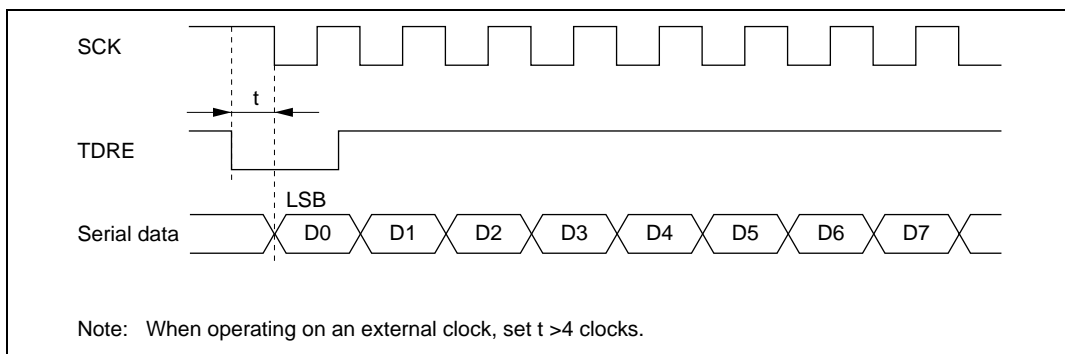 SCK
t
TDRE
LSB
Serial data D0 D1 D2 D3 D4 D5 D6 D7
Note: When operating on an external clock, set t >4 clocks.